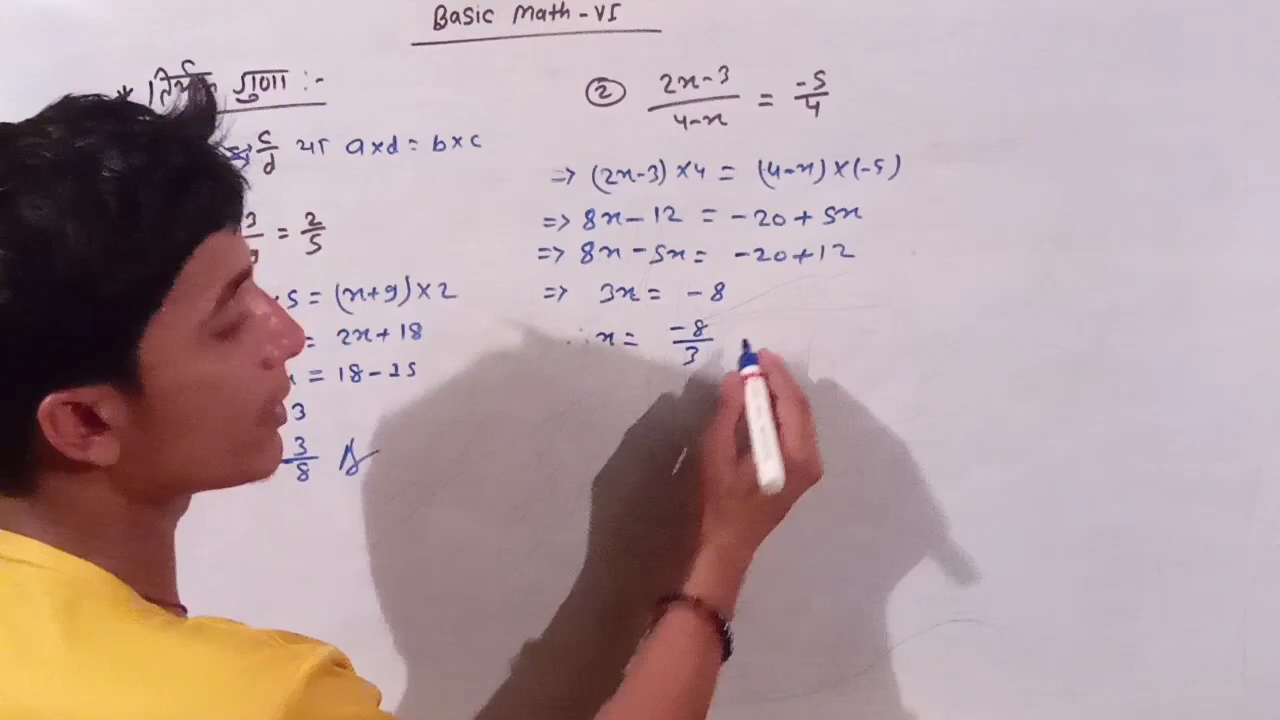 Basic Math-VI
* तिर्यक गुणा :-
= c/d या a×d = b×c
3/ = 2/5
5 = (x+9)×2
= 2x+18
= 18-15
3
3/8
② (2x-3)/(4-x) = -5/4
=> (2x-3)×4 = (4-x)×(-5)
=> 8x-12 = -20+5x
=> 8x-5x = -20+12
=> 3x = -8
∴ x = -8/3